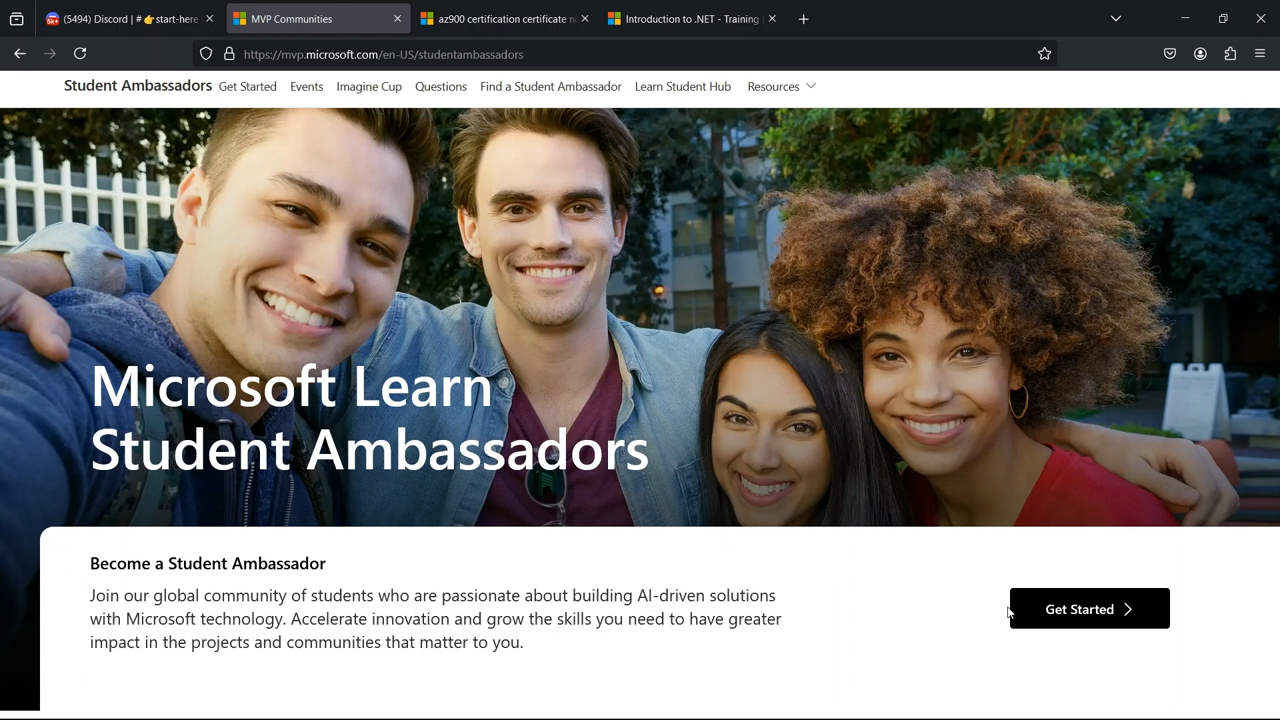 (5494) Discord | # 👉start-here
MVP Communities
az900 certification certificate n
Introduction to .NET - Training |
https://mvp.microsoft.com/en-US/studentambassadors
Student Ambassadors Get Started Events Imagine Cup Questions Find a Student Ambassador Learn Student Hub Resources
Microsoft Learn
Student Ambassadors
Become a Student Ambassador
Join our global community of students who are passionate about building AI-driven solutions
with Microsoft technology. Accelerate innovation and grow the skills you need to have greater
impact in the projects and communities that matter to you.
Get Started